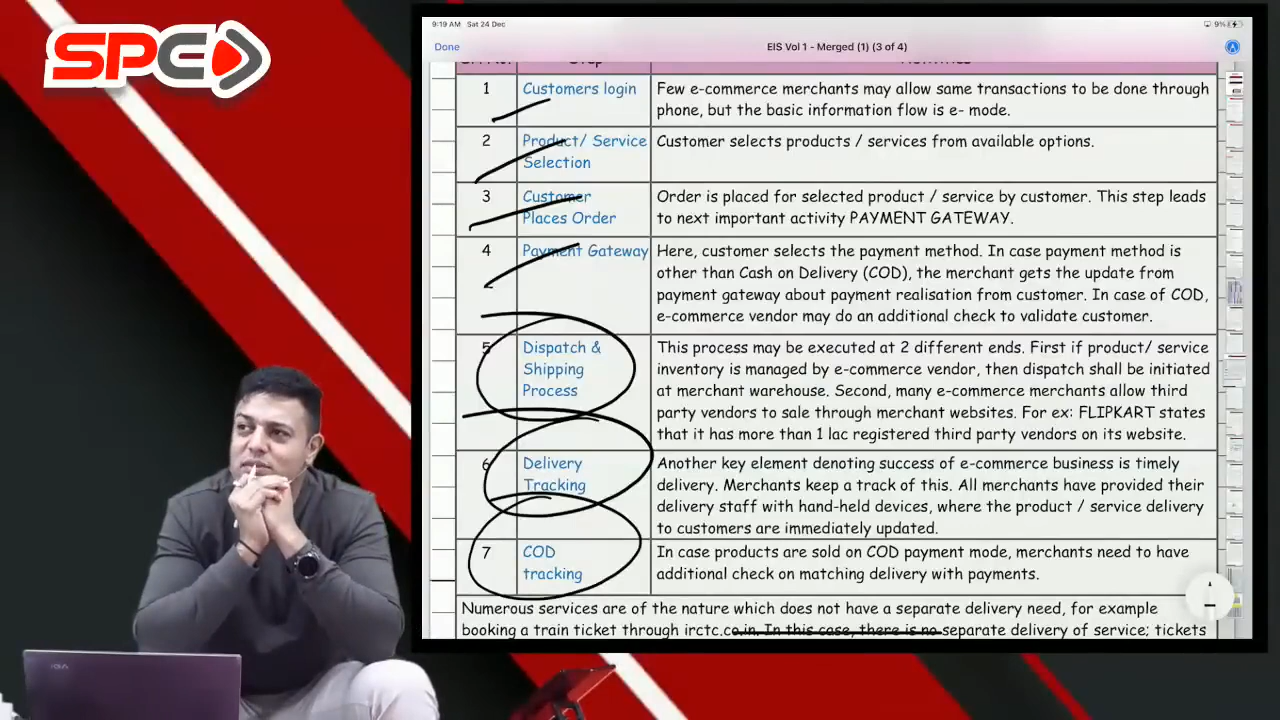 SPC
9:19 AM Sat 24 Dec
9%
Done
EIS Vol 1 - Merged (1) (3 of 4)
1 Customers login Few e-commerce merchants may allow same transactions to be done through
phone, but the basic information flow is e- mode.
2 Product/ Service Customer selects products / services from available options.
Selection
3 Customer Order is placed for selected product / service by customer. This step leads
Places Order to next important activity PAYMENT GATEWAY.
4 Payment Gateway Here, customer selects the payment method. In case payment method is
other than Cash on Delivery (COD), the merchant gets the update from
payment gateway about payment realisation from customer. In case of COD,
e-commerce vendor may do an additional check to validate customer.
5 Dispatch & This process may be executed at 2 different ends. First if product/ service
Shipping inventory is managed by e-commerce vendor, then dispatch shall be initiated
Process at merchant warehouse. Second, many e-commerce merchants allow third
party vendors to sale through merchant websites. For ex: FLIPKART states
that it has more than 1 lac registered third party vendors on its website.
6 Delivery Another key element denoting success of e-commerce business is timely
Tracking delivery. Merchants keep a track of this. All merchants have provided their
delivery staff with hand-held devices, where the product / service delivery
to customers are immediately updated.
7 COD In case products are sold on COD payment mode, merchants need to have
tracking additional check on matching delivery with payments.
Numerous services are of the nature which does not have a separate delivery need, for example
booking a train ticket through irctc.co.in. In this case, there is no separate delivery of service; tickets